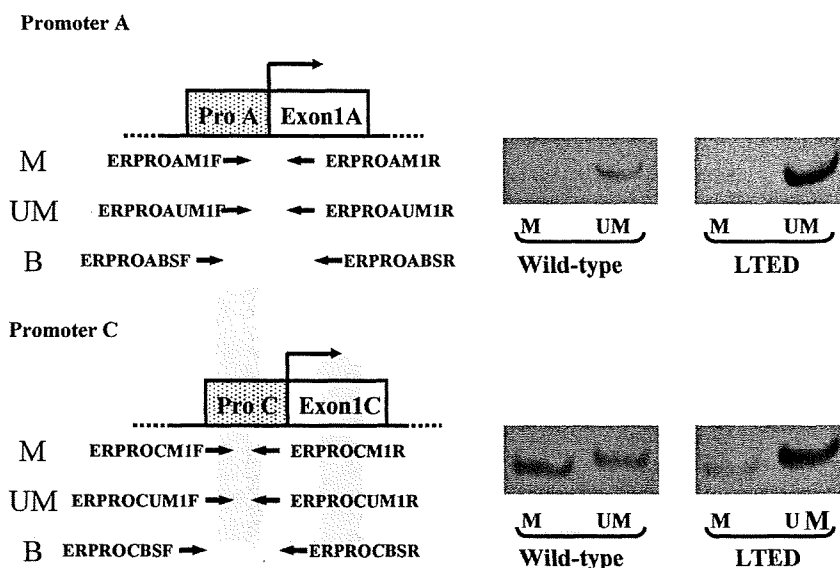 Promoter A
Pro A Exon1A
M ERPROAM1F ERPROAM1R
UM ERPROAUM1F ERPROAUM1R
B ERPROABSF ERPROABSR
M UM M UM
Wild-type LTED
Promoter C
Pro C Exon1C
M ERPROCM1F ERPROCM1R
UM ERPROCUM1F ERPROCUM1R
B ERPROCBSF ERPROCBSR
M UM M UM
Wild-type LTED